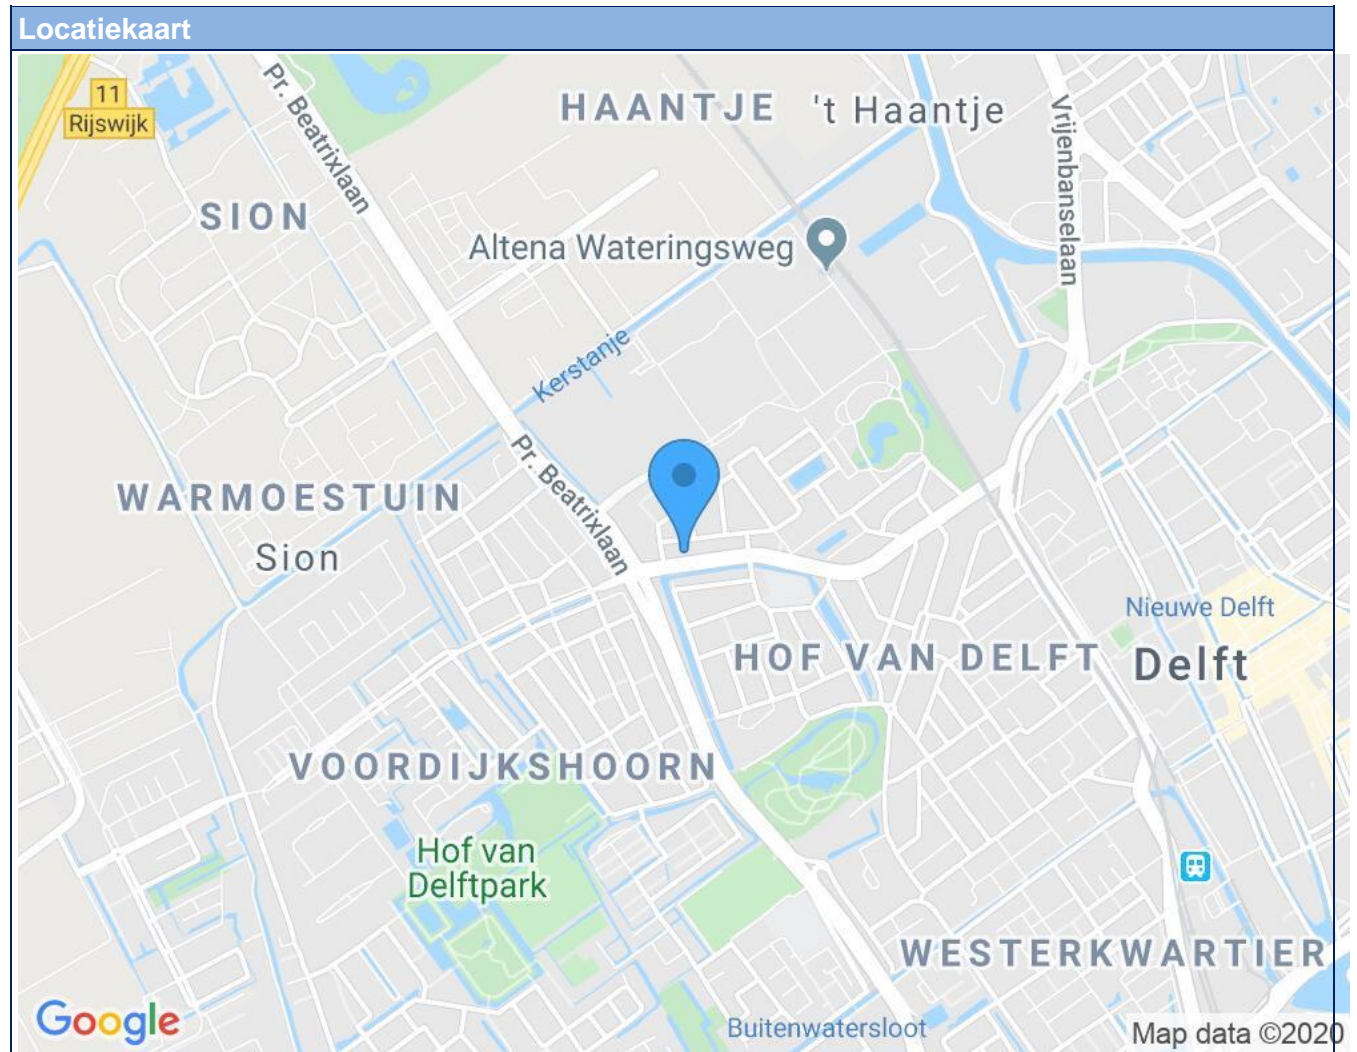 Locatiekaart
11
Rijswijk
Pr. Beatrixlaan
HAANTJE
't Haantje
Vrijenbanselaan
SION
Altena Wateringsweg
Kerstanje
Pr. Beatrixlaan
WARMOESTUIN
Sion
Nieuwe Delft
HOF VAN DELFT
Delft
VOORDIJKSHOORN
Hof van
Delftpark
WESTERKWARTIER
Google
Buitenwatersloot
Map data ©2020